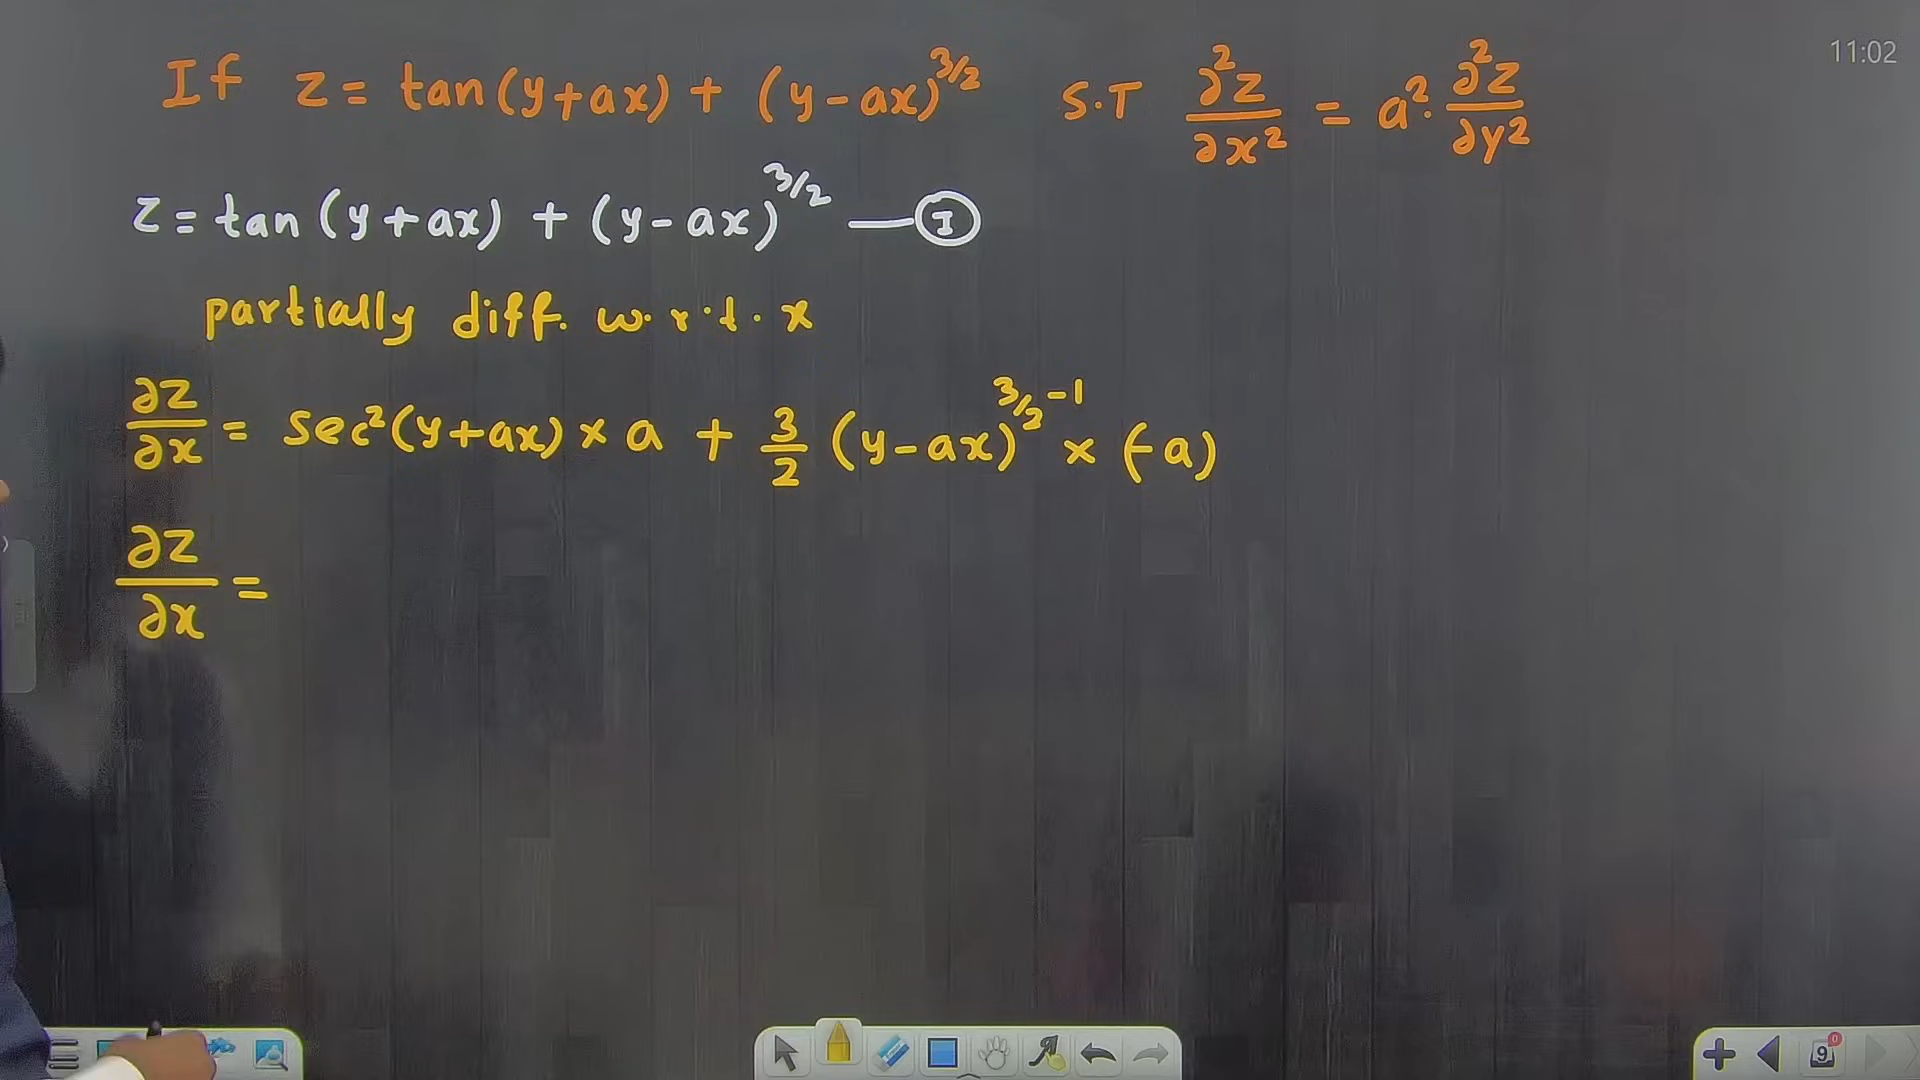 11:02
If z = tan(y+ax) + (y-ax)^3/2 S.T ∂²z/∂x² = a². ∂²z/∂y²
z = tan(y+ax) + (y-ax)^3/2 — I
partially diff. w.r.t. x
∂z/∂x = sec²(y+ax) × a + 3/2 (y-ax)^3/2 -1 × (-a)
∂z/∂x =
9